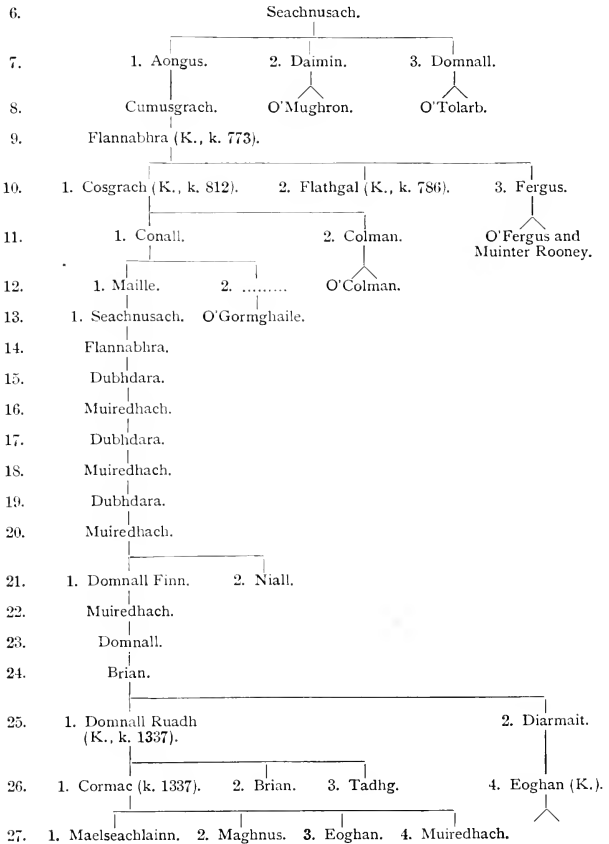 6. Seachnusach.
7. 1. Aongus. 2. Daimin. 3. Domnall.
8. Cumusgrach. O'Mughron. O'Tolarb.
9. Flannabhra (K., k. 773).
10. 1. Cosgrach (K., k. 812). 2. Flathgal (K., k. 786). 3. Fergus.
11. 1. Conall. 2. Colman. O'Fergus and
Muinter Rooney.
12. 1. Maille. 2. ......... O'Colman.
13. 1. Seachnusach. O'Gormghaile.
14. Flannabhra.
15. Dubhdara.
16. Muiredhach.
17. Dubhdara.
18. Muiredhach.
19. Dubhdara.
20. Muiredhach.
21. 1. Domnall Finn. 2. Niall.
22. Muiredhach.
23. Domnall.
24. Brian.
25. 1. Domnall Ruadh 2. Diarmait.
(K., k. 1337).
26. 1. Cormac (k. 1337). 2. Brian. 3. Tadhg. 4. Eoghan (K.).
27. 1. Maelseachlainn. 2. Maghnus. 3. Eoghan. 4. Muiredhach.